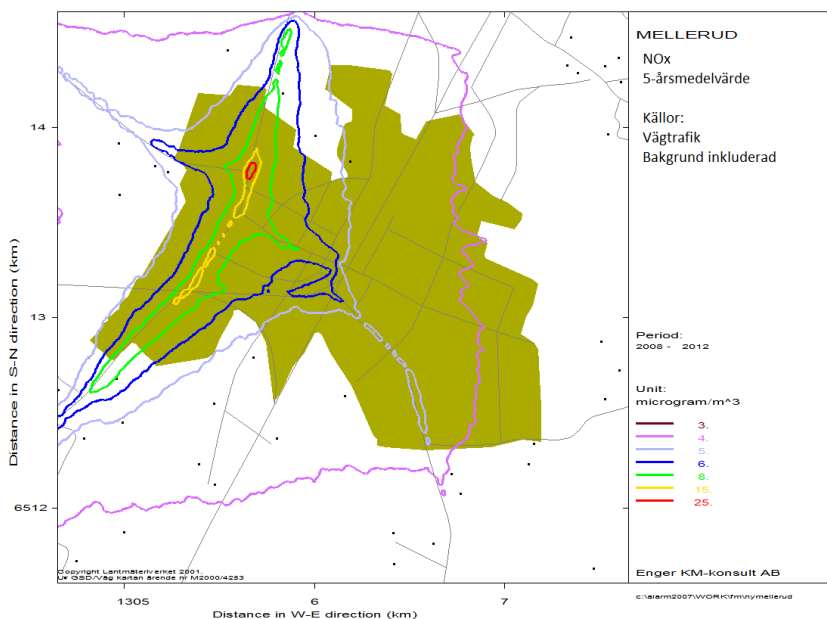 MELLERUD
NOx
5-årsmedelvärde
Källor:
Vägtrafik
Bakgrund inkluderad
Period:
2008 - 2012
Unit:
microgram/m^3
3.
4.
5.
6.
8.
15.
25.
Enger KM-konsult AB
c:\alarm2007\WORK\fm\nymellerud
Distance in S-N direction (km)
14
13
6512
Copyright Lantmäteriverket 2001.
Ur GSD/Väg kartan ärende nr M2000/4253
1305
6
7
Distance in W-E direction (km)